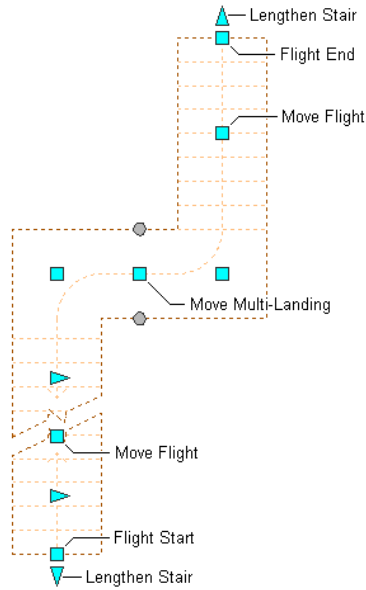 Lengthen Stair
Flight End
Move Flight
Move Multi-Landing
Move Flight
Flight Start
Lengthen Stair